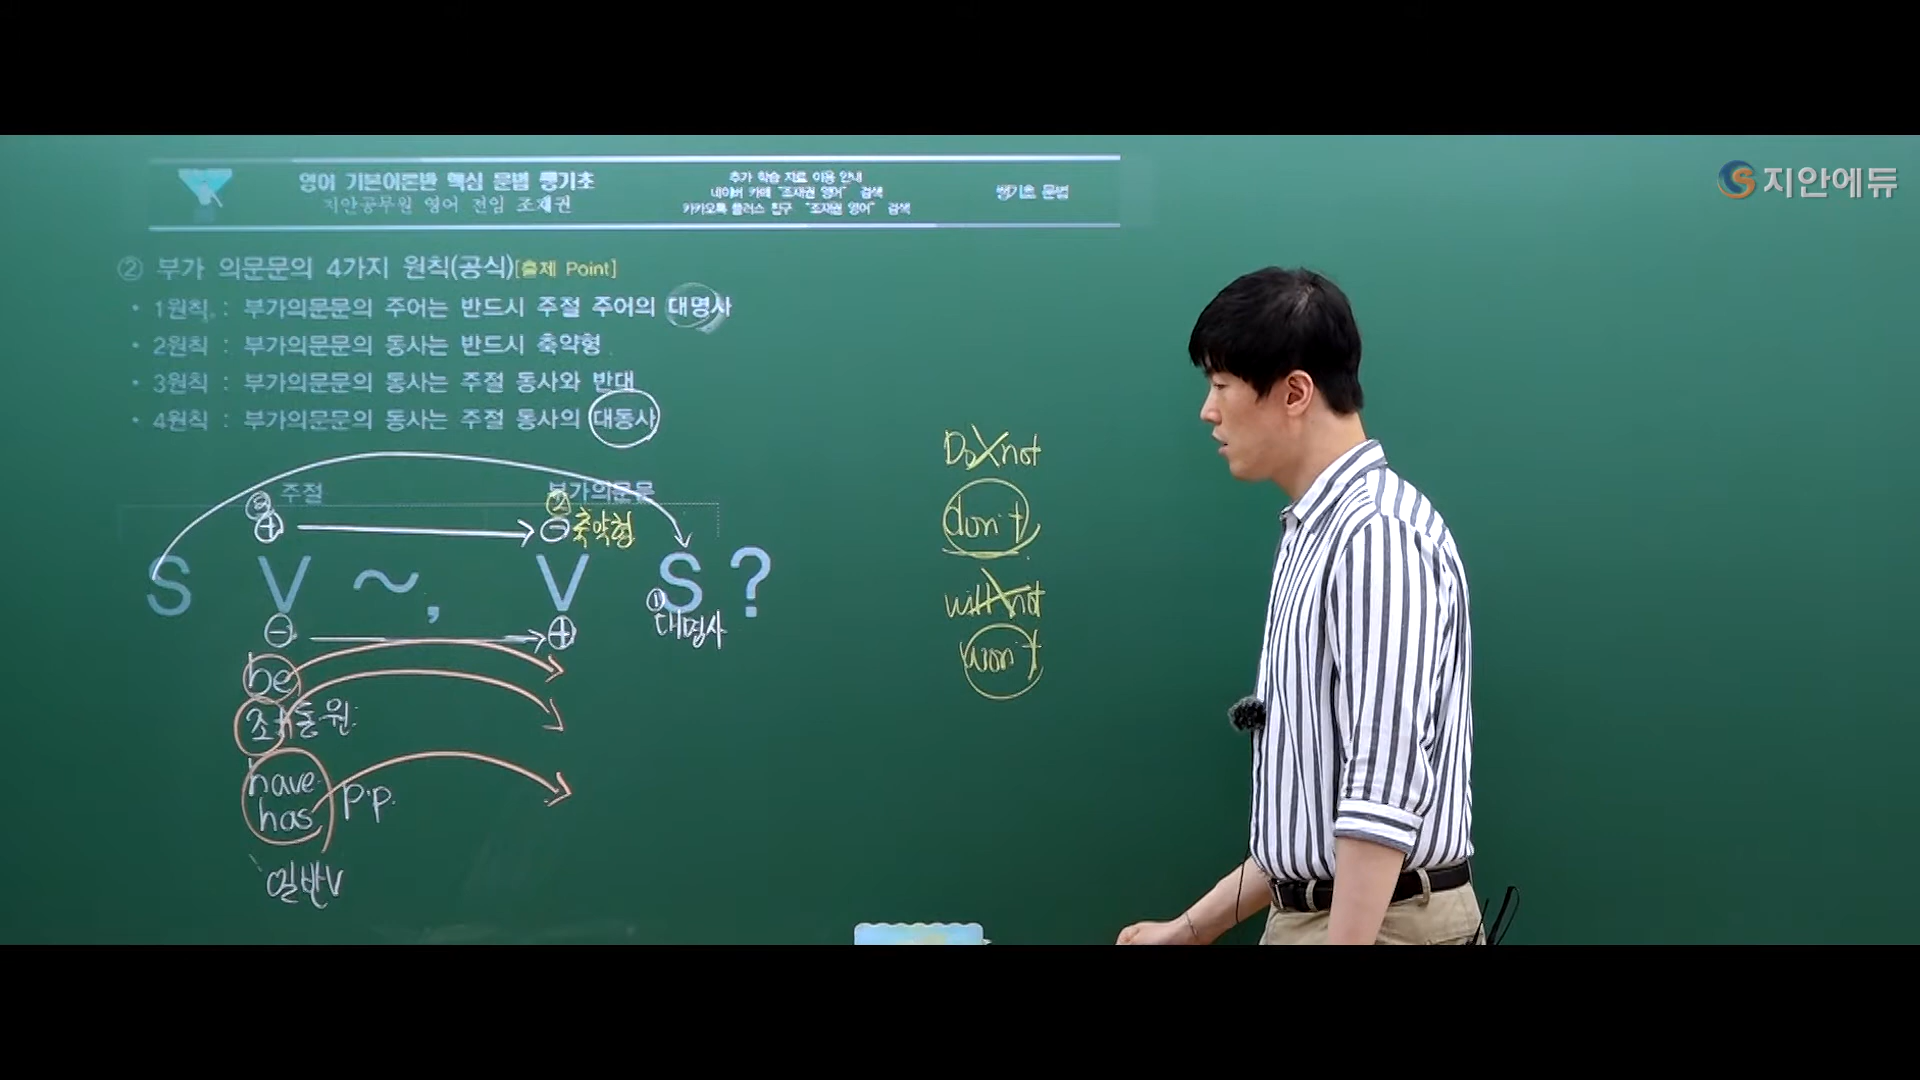 영어 기본이론반 핵심 문법 쌩기초
지안공무원 영어 전임 조재권
추가 학습 자료 이용 안내
네이버 카페 "조재권 영어" 검색
카카오톡 플러스 친구 "조재권 영어" 검색
쌩기초 문법
지안에듀
② 부가 의문문의 4가지 원칙(공식)[출제 Point]
• 1원칙 : 부가의문문의 주어는 반드시 주절 주어의 대명사
• 2원칙 : 부가의문문의 동사는 반드시 축약형
• 3원칙 : 부가의문문의 동사는 주절 동사와 반대
• 4원칙 : 부가의문문의 동사는 주절 동사의 대동사
주절 부가의문문
③ ②
+ - 축약형
S V ~, V S ?
① 대명사
- +
be
조동원
have
has p.p.
일반V
Do not
don't
will not
won't